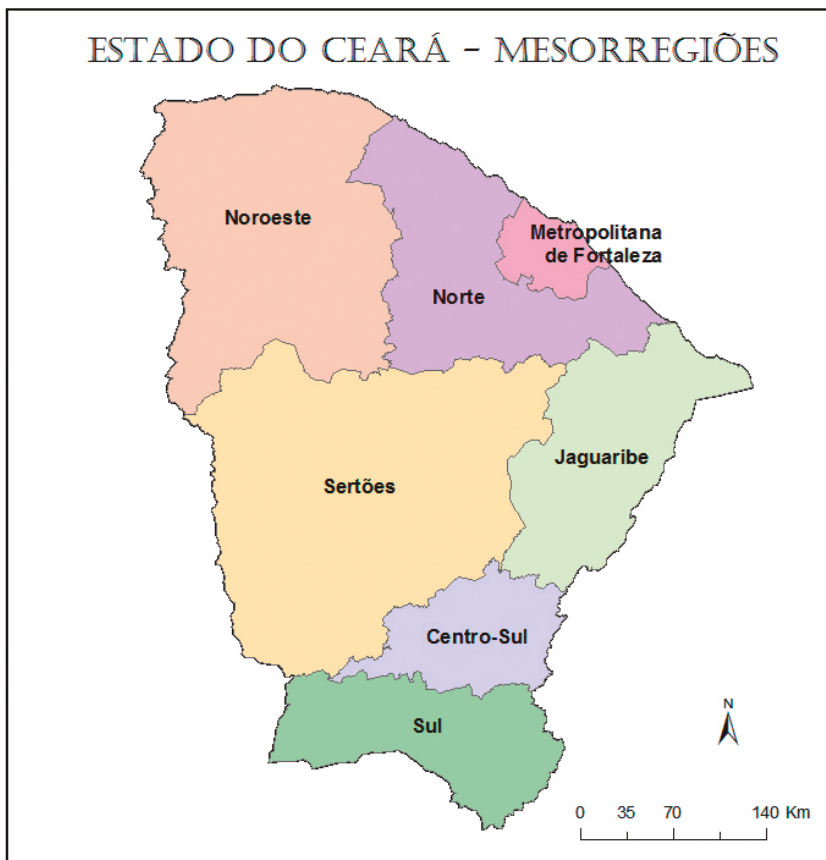 ESTADO DO CEARÁ - MESORREGIÕES
Noroeste
Metropolitana
de Fortaleza
Norte
Jaguaribe
Sertões
Centro-Sul
Sul
N
0 35 70 140 Km